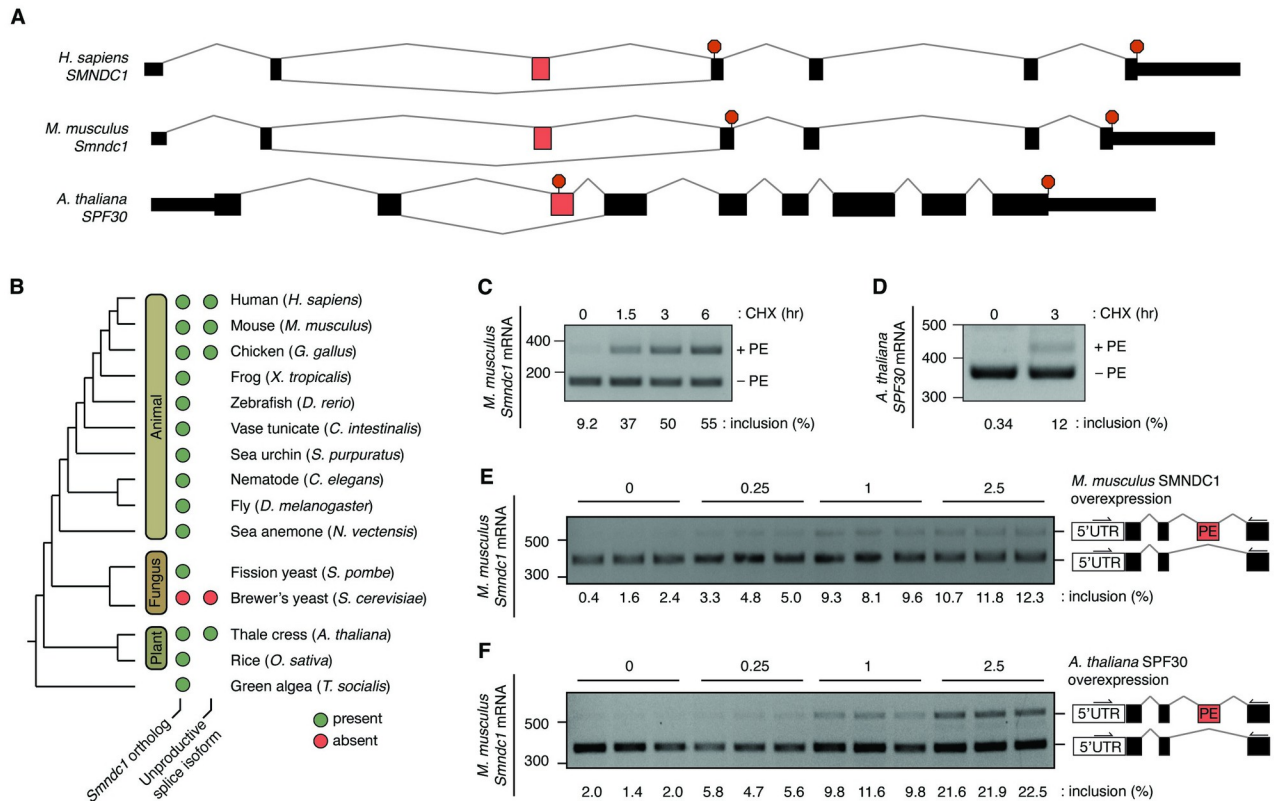 A
H. sapiens
SMNDC1
M. musculus
Smndc1
A. thaliana
SPF30
B
Animal
Fungus
Plant
Human (H. sapiens)
Mouse (M. musculus)
Chicken (G. gallus)
Frog (X. tropicalis)
Zebrafish (D. rerio)
Vase tunicate (C. intestinalis)
Sea urchin (S. purpuratus)
Nematode (C. elegans)
Fly (D. melanogaster)
Sea anemone (N. vectensis)
Fission yeast (S. pombe)
Brewer's yeast (S. cerevisiae)
Thale cress (A. thaliana)
Rice (O. sativa)
Green algea (T. socialis)
Smndc1 ortholog
Unproductive
splice isoform
present
absent
C
M. musculus
Smndc1 mRNA
0 1.5 3 6 : CHX (hr)
400
200
+ PE
– PE
9.2 37 50 55 : inclusion (%)
D
A. thaliana
SPF30 mRNA
0 3 : CHX (hr)
500
400
300
+ PE
– PE
0.34 12 : inclusion (%)
E
M. musculus
Smndc1 mRNA
0 0.25 1 2.5
M. musculus SMNDC1
overexpression
500
300
5'UTR PE
5'UTR
0.4 1.6 2.4 3.3 4.8 5.0 9.3 8.1 9.6 10.7 11.8 12.3 : inclusion (%)
F
M. musculus
Smndc1 mRNA
0 0.25 1 2.5
A. thaliana SPF30
overexpression
500
300
5'UTR PE
5'UTR
2.0 1.4 2.0 5.8 4.7 5.6 9.8 11.6 9.8 21.6 21.9 22.5 : inclusion (%)